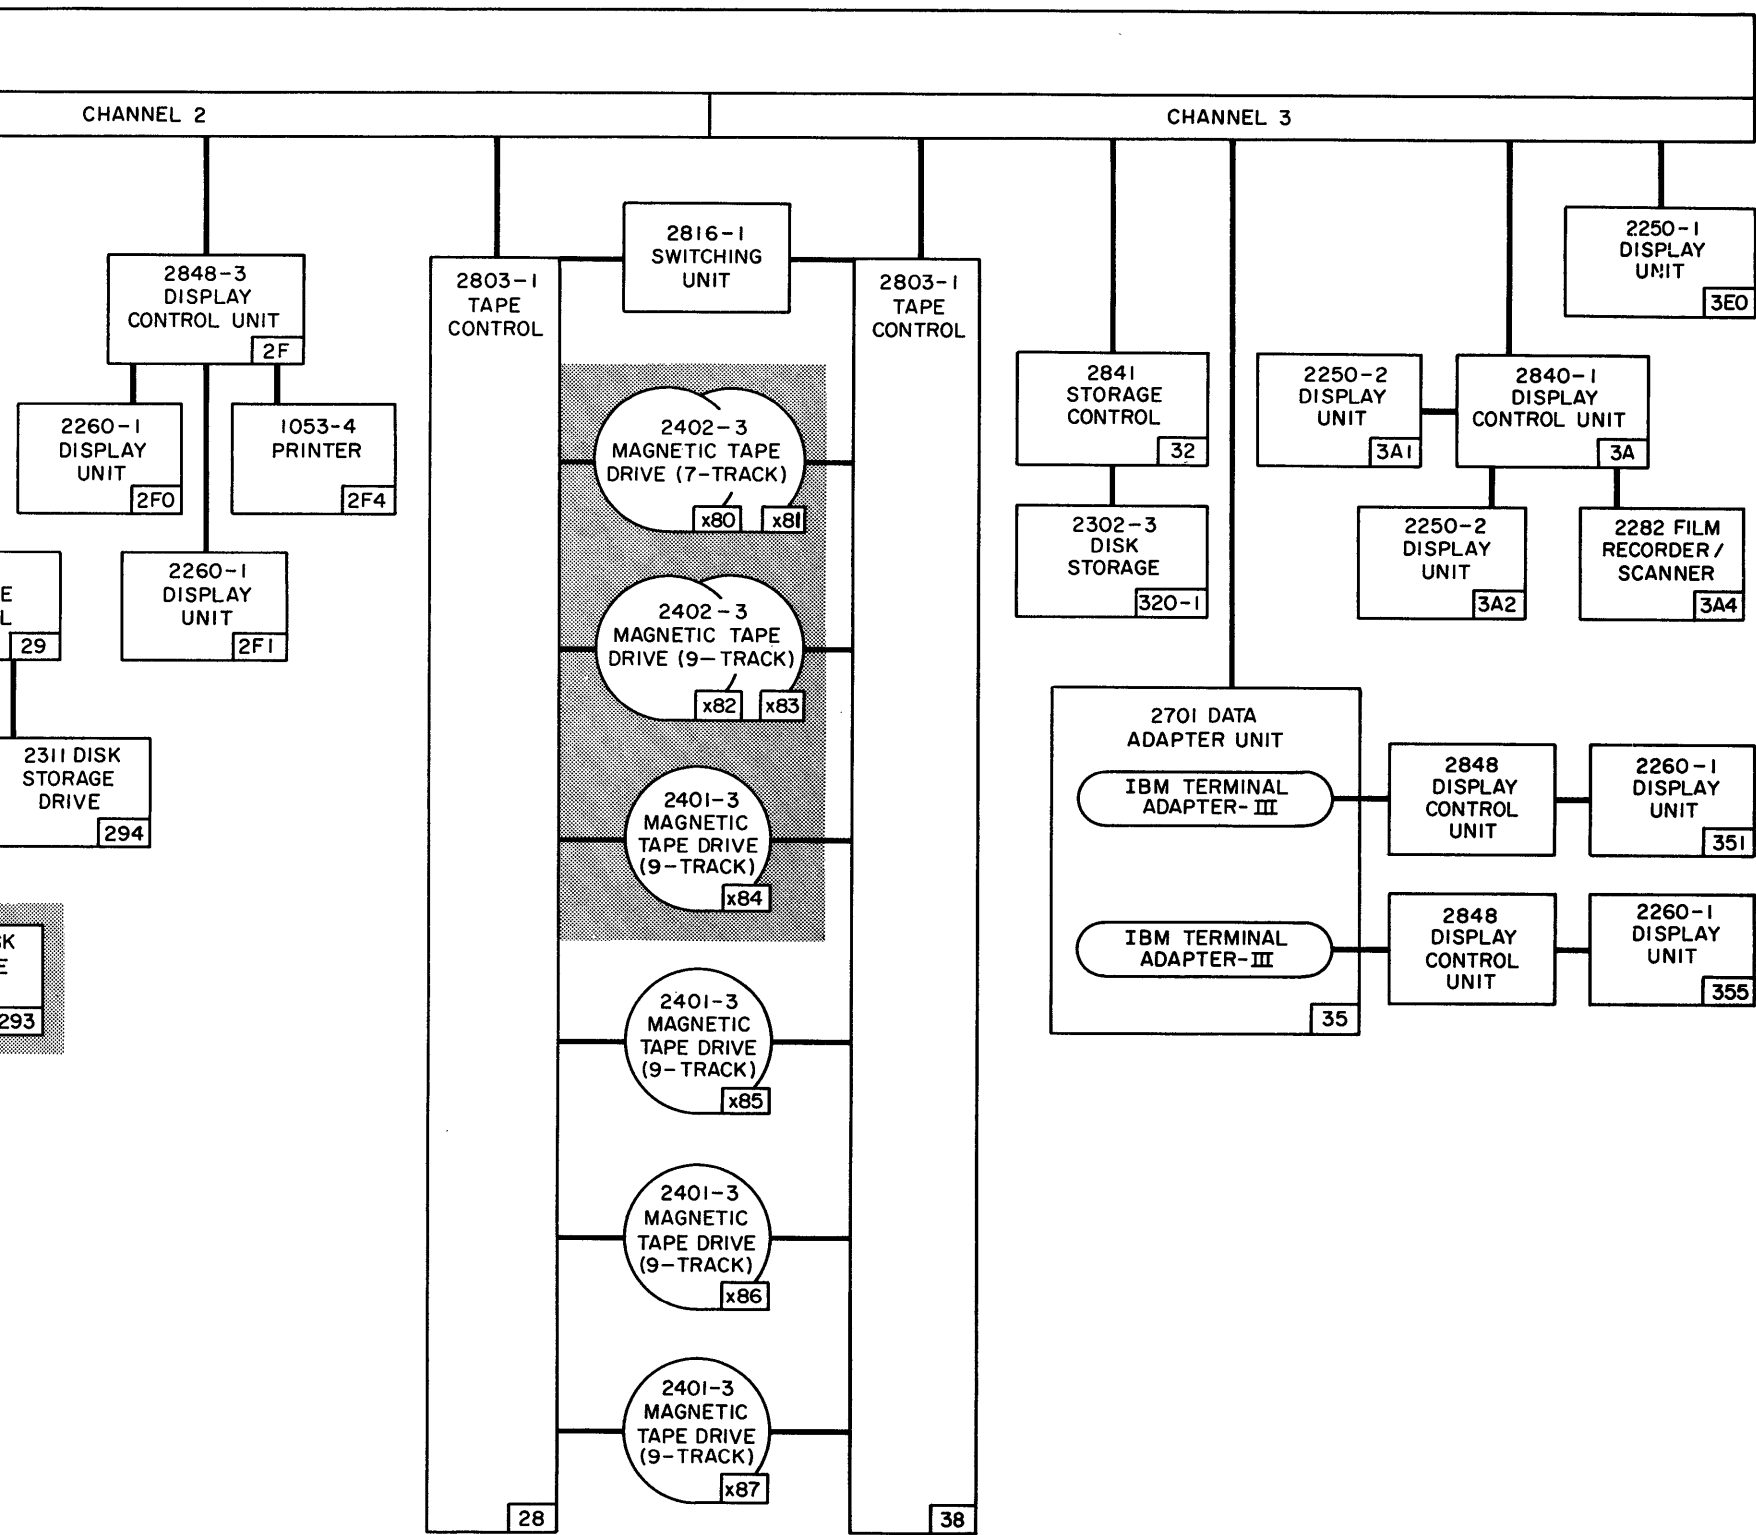 CHANNEL 2
CHANNEL 3
2848-3
DISPLAY
CONTROL UNIT
2F
2260-1
DISPLAY
UNIT
2F0
1053-4
PRINTER
2F4
2260-1
DISPLAY
UNIT
2F1
E
L
29
2311 DISK
STORAGE
DRIVE
294
SK
E
293
2803-1
TAPE
CONTROL
28
2816-1
SWITCHING
UNIT
2402-3
MAGNETIC TAPE
DRIVE (7-TRACK)
x80
x81
2402-3
MAGNETIC TAPE
DRIVE (9-TRACK)
x82
x83
2401-3
MAGNETIC
TAPE DRIVE
(9-TRACK)
x84
2401-3
MAGNETIC
TAPE DRIVE
(9-TRACK)
x85
2401-3
MAGNETIC
TAPE DRIVE
(9-TRACK)
x86
2401-3
MAGNETIC
TAPE DRIVE
(9-TRACK)
x87
2803-1
TAPE
CONTROL
38
2841
STORAGE
CONTROL
32
2302-3
DISK
STORAGE
320-1
2250-2
DISPLAY
UNIT
3A1
2840-1
DISPLAY
CONTROL UNIT
3A
2250-1
DISPLAY
UNIT
3E0
2250-2
DISPLAY
UNIT
3A2
2282 FILM
RECORDER/
SCANNER
3A4
2701 DATA
ADAPTER UNIT
IBM TERMINAL
ADAPTER-III
IBM TERMINAL
ADAPTER-III
35
2848
DISPLAY
CONTROL
UNIT
2260-1
DISPLAY
UNIT
351
2848
DISPLAY
CONTROL
UNIT
2260-1
DISPLAY
UNIT
355